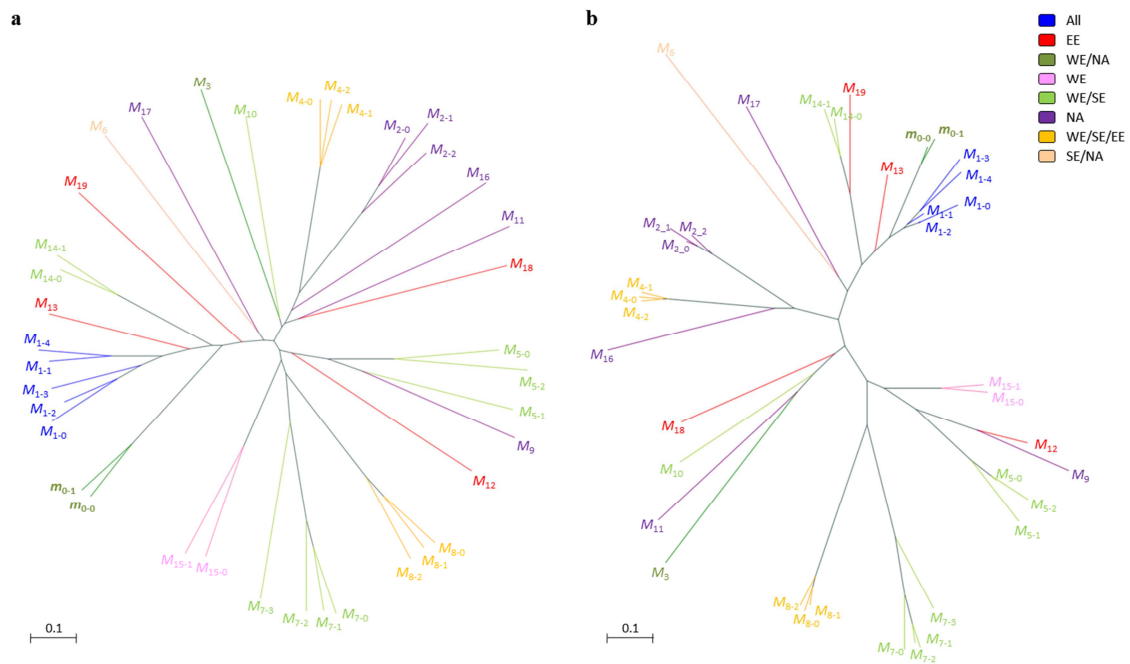 a
M3
M17
M10
M4-0
M4-2
M4-1
M6
M2-0
M2-1
M2-2
M16
M19
M11
M14-1
M14-0
M18
M13
M1-4
M1-1
M1-3
M1-2
M1-0
M5-0
M5-2
M5-1
M9
M12
m0-1
m0-0
M15-1
M15-0
M8-0
M8-1
M8-2
M7-3
M7-2
M7-1
M7-0
0.1
b
M6
M17
M14-1
M14-0
M19
m0-0
m0-1
M13
M1-3
M1-4
M1-0
M1-1
M1-2
M2_1
M2_2
M2_0
M4-1
M4-0
M4-2
M16
M15-1
M15-0
M18
M12
M10
M9
M5-0
M5-2
M5-1
M11
M3
M8-2
M8-1
M8-0
M7-3
M7-1
M7-0
M7-2
0.1
All
EE
WE/NA
WE
WE/SE
NA
WE/SE/EE
SE/NA